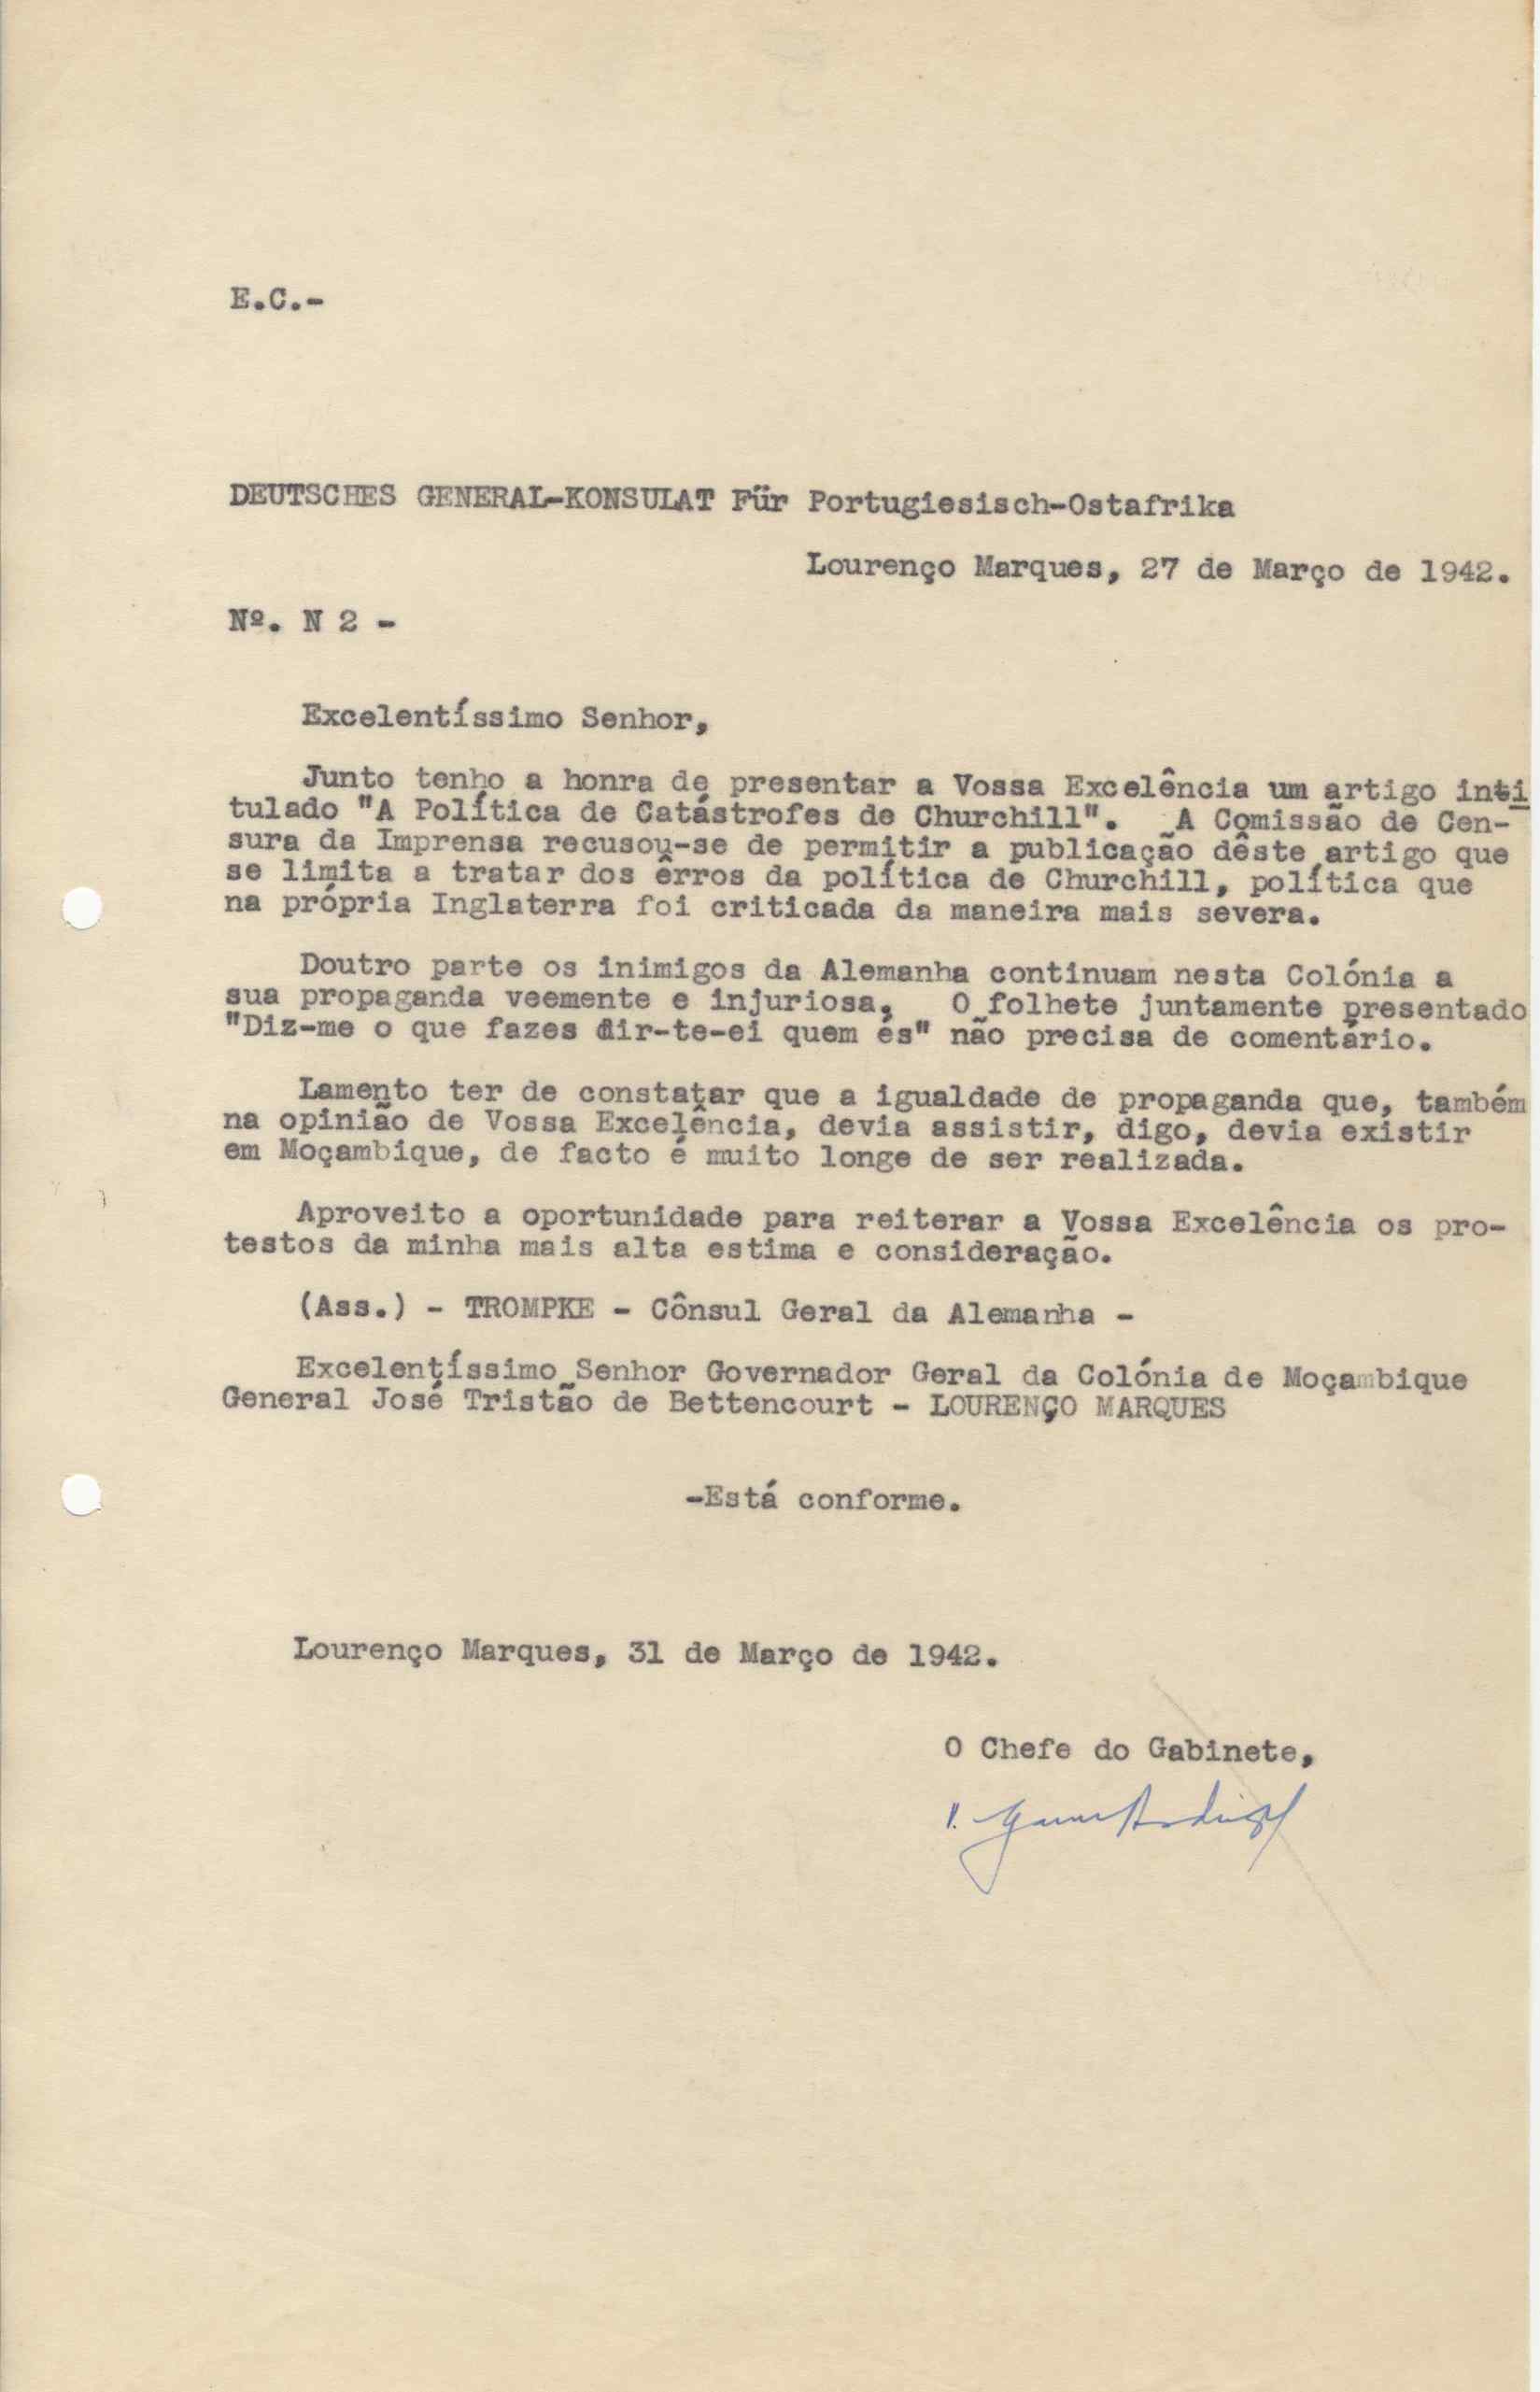 E.C.-
DEUTSCHES GENERAL-KONSULAT Für Portugiesisch-Ostafrika
Lourenço Marques, 27 de Março de 1942.
Nº. N 2 -
Excelentíssimo Senhor,
Junto tenho a honra de presentar a Vossa Excelência um artigo inti
tulado "A Política de Catástrofes de Churchill". A Comissão de Cen-
sura da Imprensa recusou-se de permitir a publicação dêste artigo que
se limita a tratar dos êrros da política de Churchill, política que
na própria Inglaterra foi criticada da maneira mais severa.
Doutro parte os inimigos da Alemanha continuam nesta Colónia a
sua propaganda veemente e injuriosa. O folhete juntamente presentado
"Diz-me o que fazes dir-te-ei quem és" não precisa de comentário.
Lamento ter de constatar que a igualdade de propaganda que, também
na opinião de Vossa Excelência, devia assistir, digo, devia existir
em Moçambique, de facto é muito longe de ser realizada.
Aproveito a oportunidade para reiterar a Vossa Excelência os pro-
testos da minha mais alta estima e consideração.
(Ass.) - TROMPKE - Cônsul Geral da Alemanha -
Excelentíssimo Senhor Governador Geral da Colónia de Moçambique
General José Tristão de Bettencourt - LOURENÇO MARQUES
-Está conforme.
Lourenço Marques, 31 de Março de 1942.
O Chefe do Gabinete,